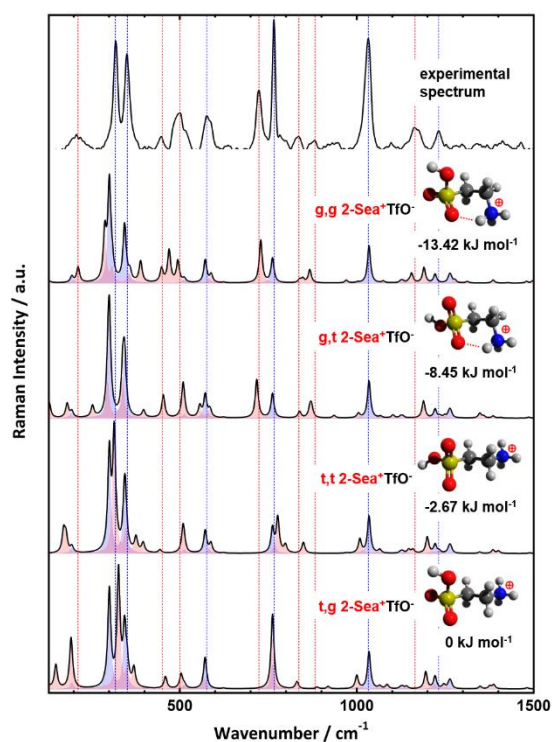 experimental
spectrum
g,g 2-Sea⁺TfO⁻
⊕
-13.42 kJ mol⁻¹
g,t 2-Sea⁺TfO⁻
⊕
-8.45 kJ mol⁻¹
t,t 2-Sea⁺TfO⁻
⊕
-2.67 kJ mol⁻¹
t,g 2-Sea⁺TfO⁻
⊕
0 kJ mol⁻¹
Raman Intensity / a.u.
500 1000 1500
Wavenumber / cm⁻¹